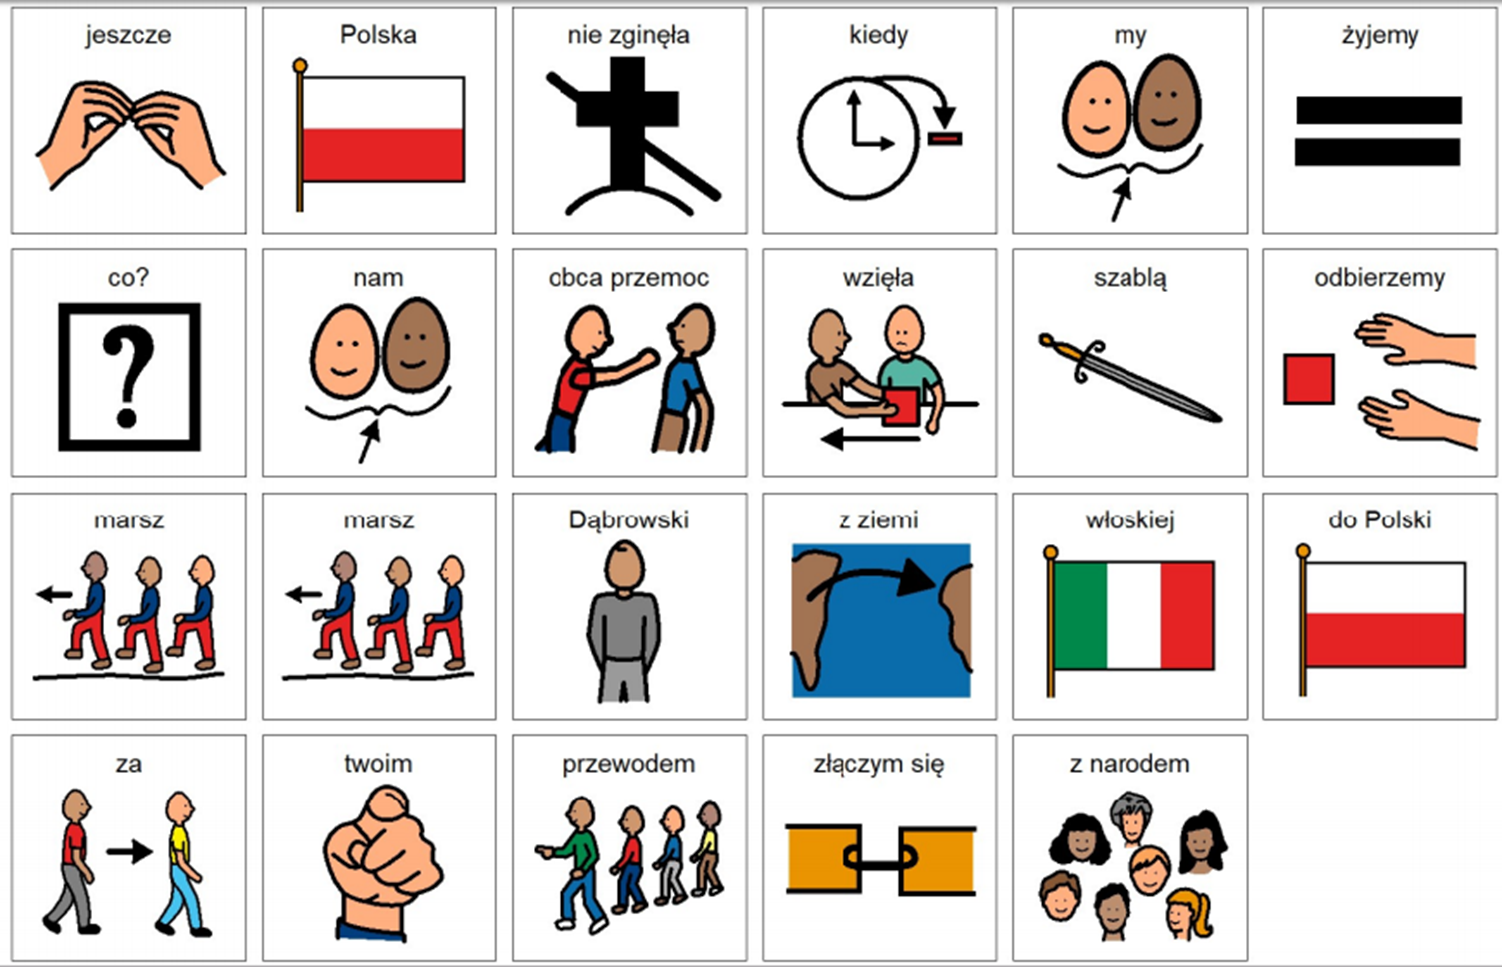 jeszcze Polska nie zginęła kiedy my żyjemy
co? nam obca przemoc wzięła szablą odbierzemy
?
marsz marsz Dąbrowski z ziemi włoskiej do Polski
za twoim przewodem złączym się z narodem